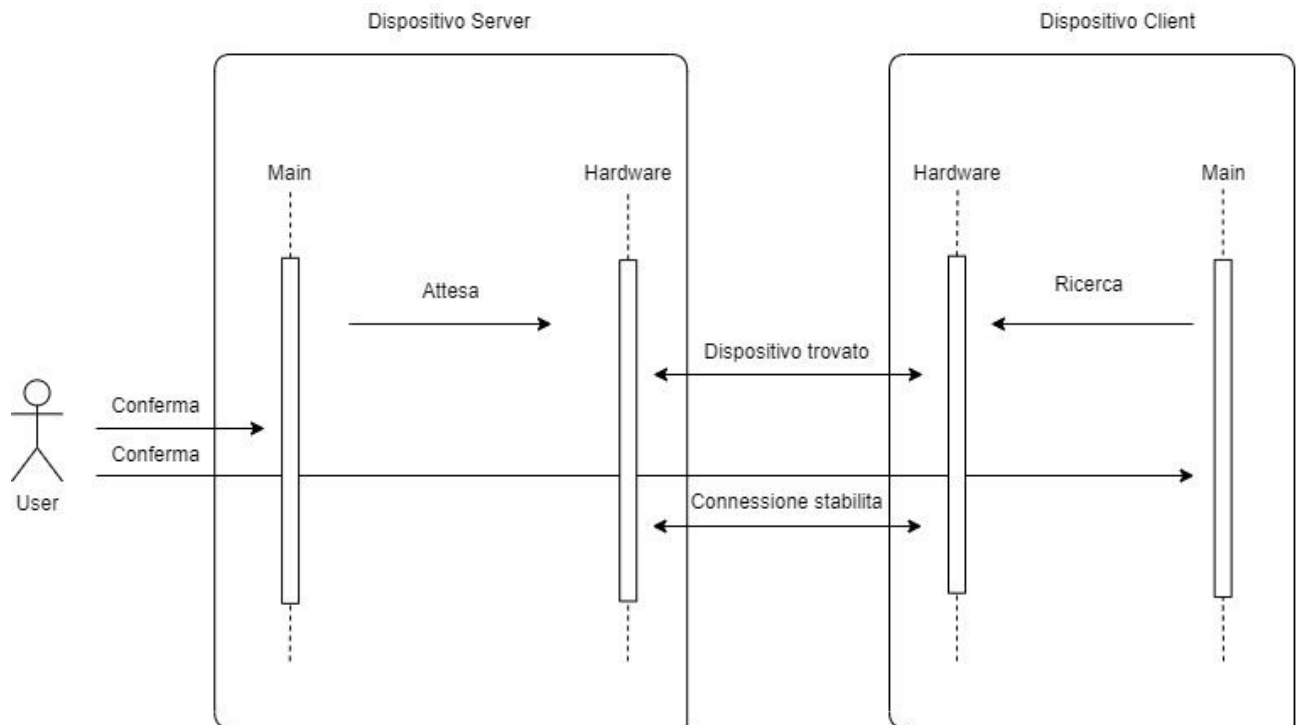 Dispositivo Server
Dispositivo Client
Main
Hardware
Hardware
Main
Attesa
Ricerca
Dispositivo trovato
Conferma
Conferma
User
Connessione stabilita